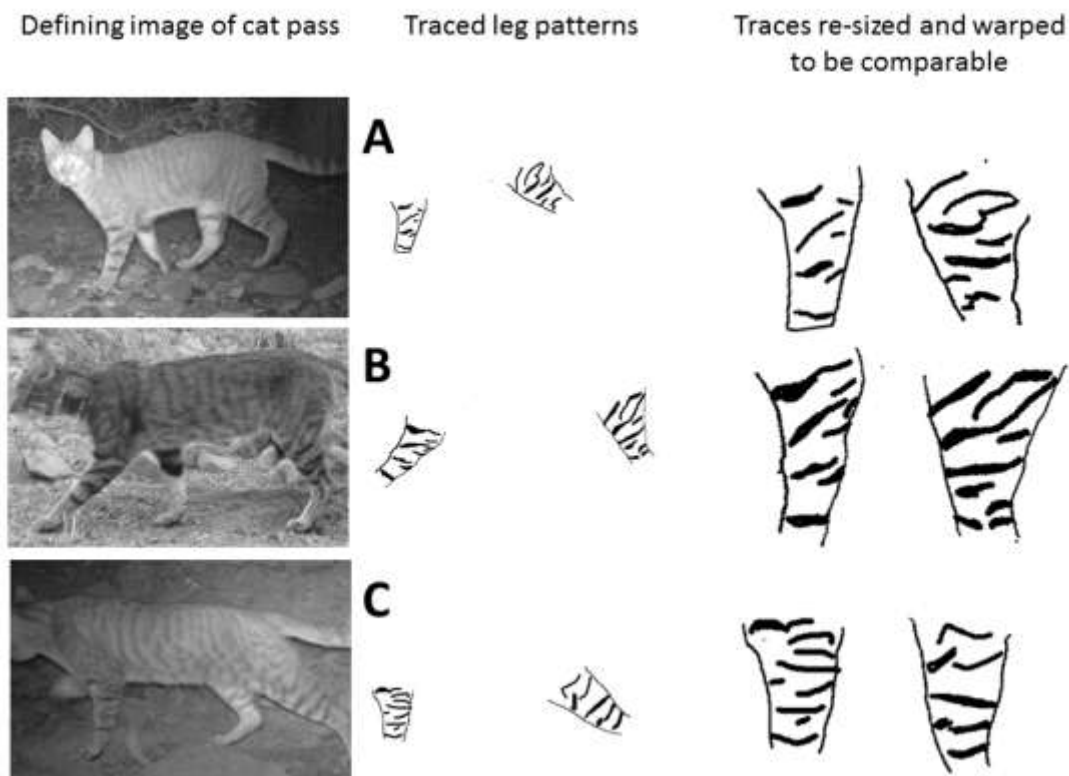 Defining image of cat pass
Traced leg patterns
Traces re-sized and warped
to be comparable
A
B
C